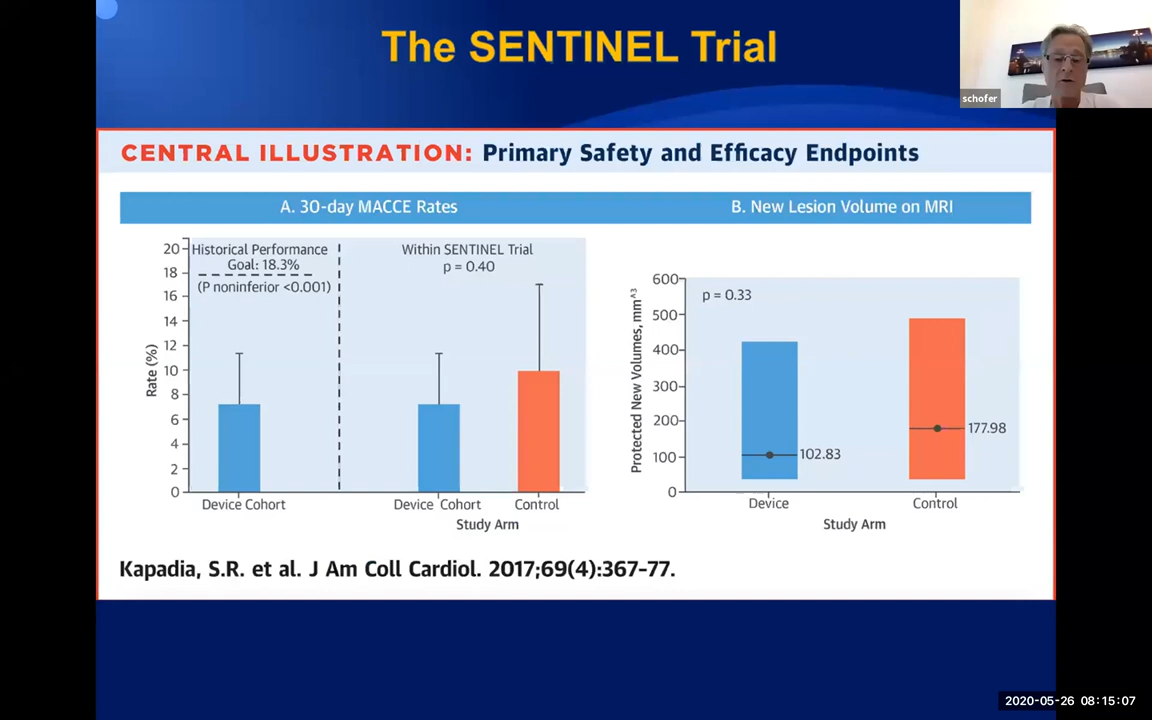 The SENTINEL Trial
schofer
CENTRAL ILLUSTRATION: Primary Safety and Efficacy Endpoints
A. 30-day MACCE Rates
B. New Lesion Volume on MRI
20
18
16
14
12
10
8
6
4
2
0
Rate (%)
Historical Performance
Goal: 18.3%
(P noninferior <0.001)
Within SENTINEL Trial
p = 0.40
Device Cohort
Device Cohort
Control
Study Arm
600
500
400
300
200
100
0
Protected New Volumes, mm^3
p = 0.33
102.83
177.98
Device
Control
Study Arm
Kapadia, S.R. et al. J Am Coll Cardiol. 2017;69(4):367–77.
2020-05-26 08:15:07